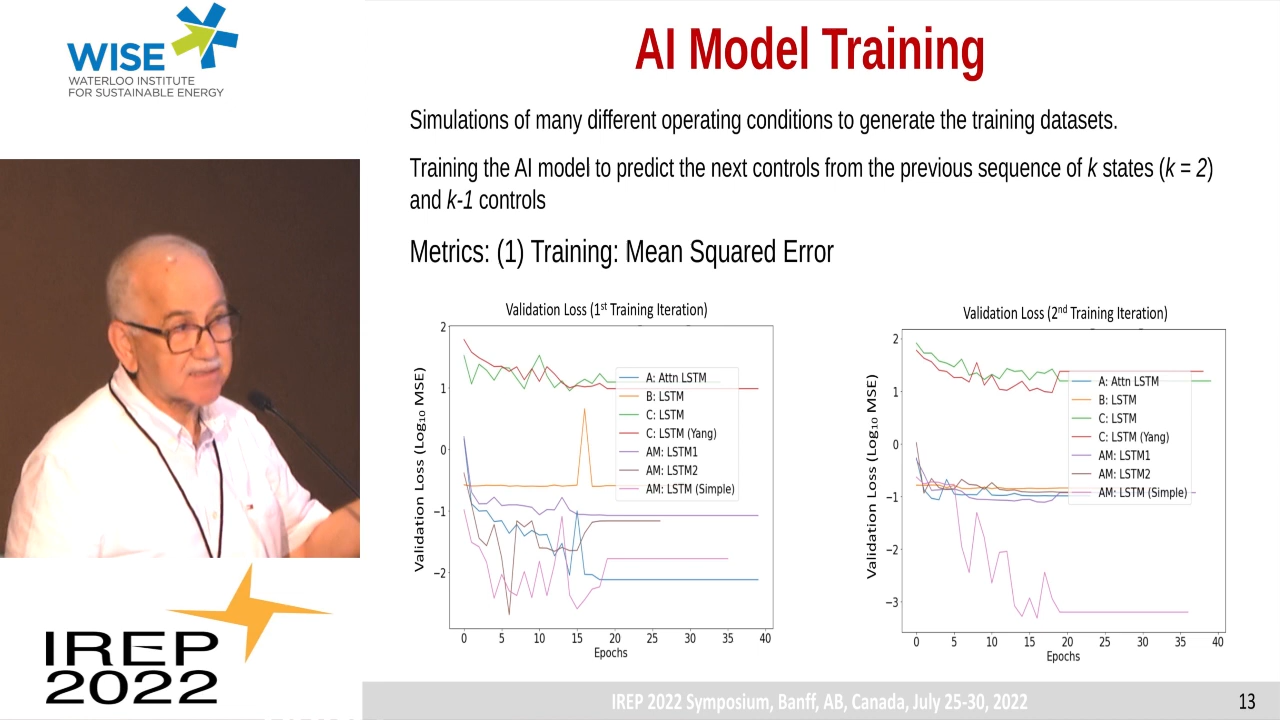 WISE
WATERLOO INSTITUTE
FOR SUSTAINABLE ENERGY
AI Model Training
Simulations of many different operating conditions to generate the training datasets.
Training the AI model to predict the next controls from the previous sequence of k states (k = 2)
and k-1 controls
Metrics: (1) Training: Mean Squared Error
Validation Loss (1st Training Iteration)
Validation Loss (Log₁₀ MSE)
2
1
0
−1
−2
A: Attn LSTM
B: LSTM
C: LSTM
C: LSTM (Yang)
AM: LSTM1
AM: LSTM2
AM: LSTM (Simple)
0 5 10 15 20 25 30 35 40
Epochs
Validation Loss (2nd Training Iteration)
Validation Loss (Log₁₀ MSE)
2
1
0
−1
−2
−3
A: Attn LSTM
B: LSTM
C: LSTM
C: LSTM (Yang)
AM: LSTM1
AM: LSTM2
AM: LSTM (Simple)
0 5 10 15 20 25 30 35 40
Epochs
IREP
2022
IREP 2022 Symposium, Banff, AB, Canada, July 25-30, 2022
13